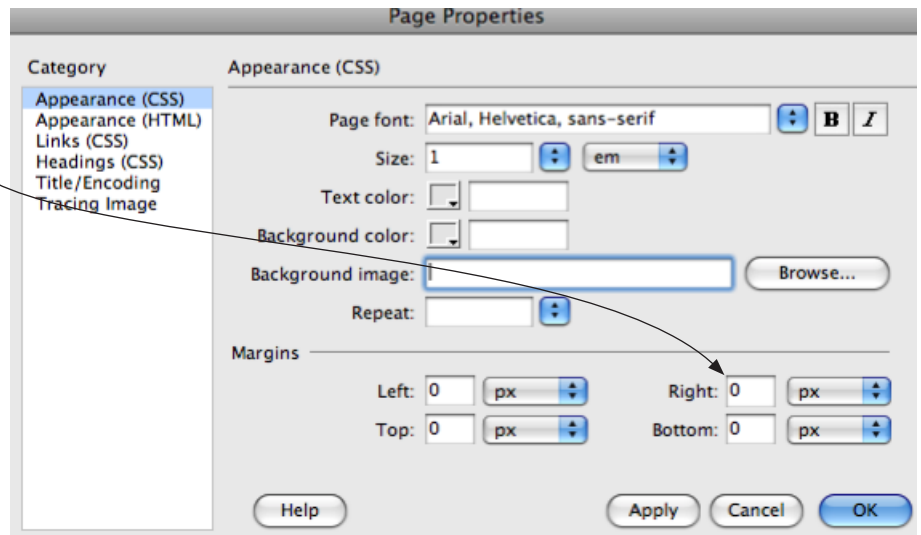 Page Properties
Category
Appearance (CSS)
Appearance (HTML)
Links (CSS)
Headings (CSS)
Title/Encoding
Tracing Image
Appearance (CSS)
Page font: Arial, Helvetica, sans-serif B I
Size: 1 em
Text color:
Background color:
Background image: Browse...
Repeat:
Margins
Left: 0 px Right: 0 px
Top: 0 px Bottom: 0 px
Help Apply Cancel OK